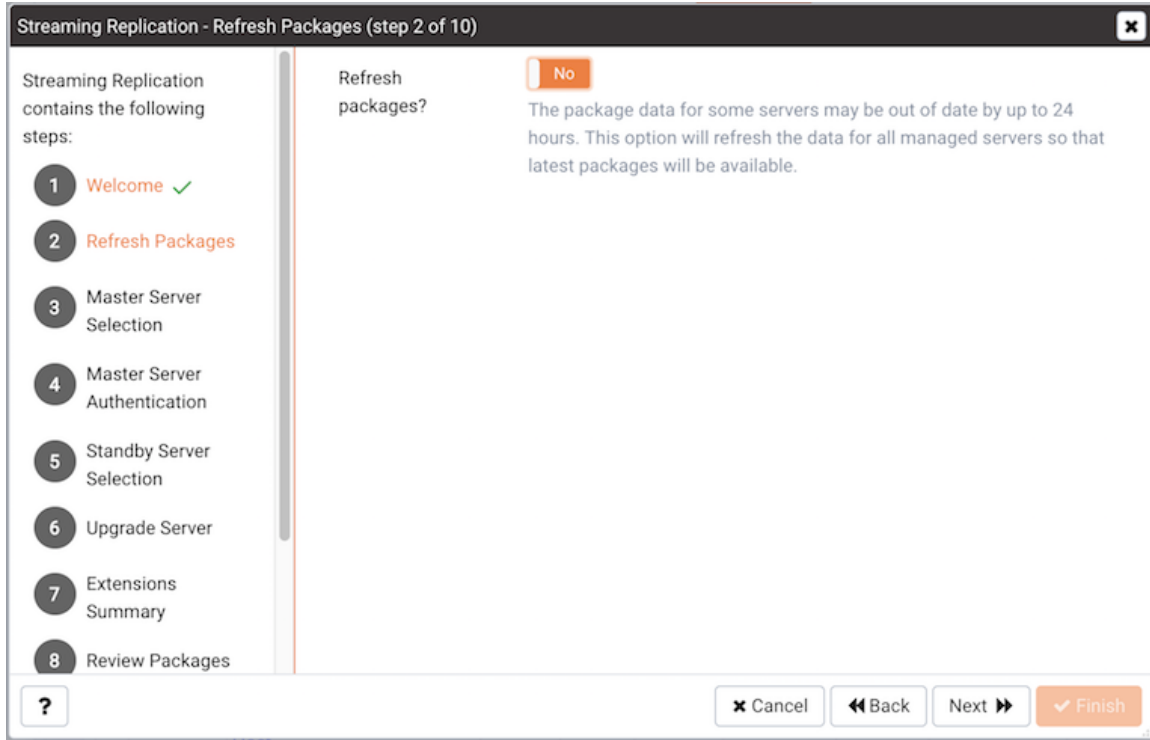 Streaming Replication - Refresh Packages (step 2 of 10)
Streaming Replication
contains the following
steps:
1 Welcome
2 Refresh Packages
3 Master Server
Selection
4 Master Server
Authentication
5 Standby Server
Selection
6 Upgrade Server
7 Extensions
Summary
8 Review Packages
Refresh
packages?
No
The package data for some servers may be out of date by up to 24
hours. This option will refresh the data for all managed servers so that
latest packages will be available.
?
Cancel
Back
Next
Finish